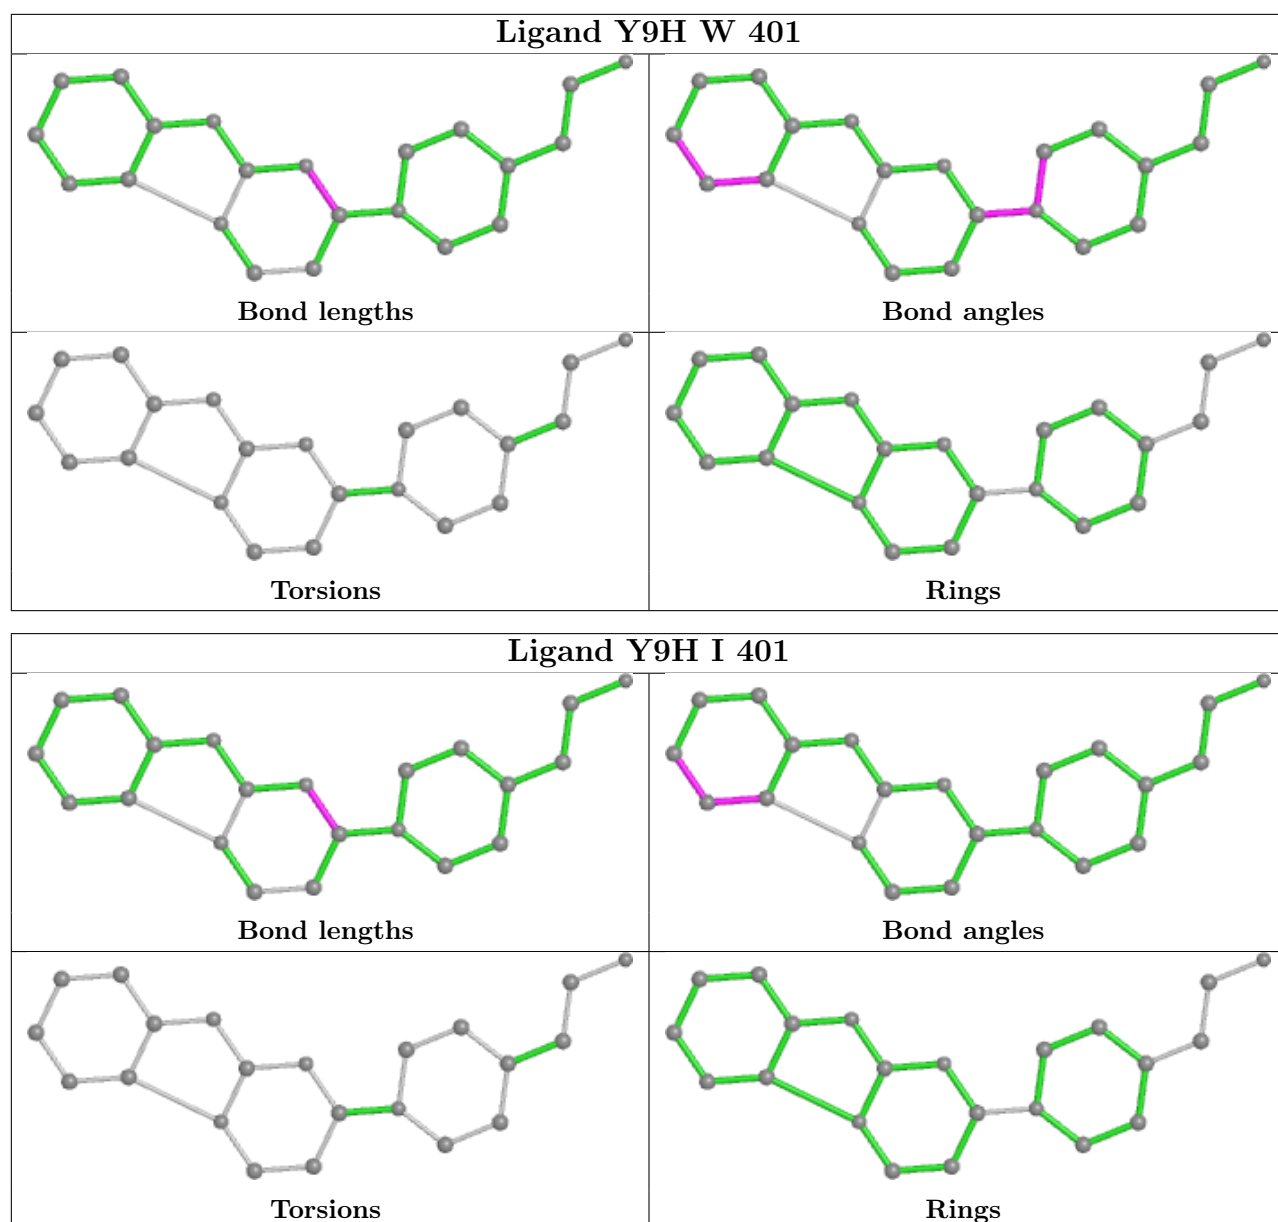 Ligand Y9H W 401
Bond lengths
Bond angles
Torsions
Rings
Ligand Y9H I 401
Bond lengths
Bond angles
Torsions
Rings